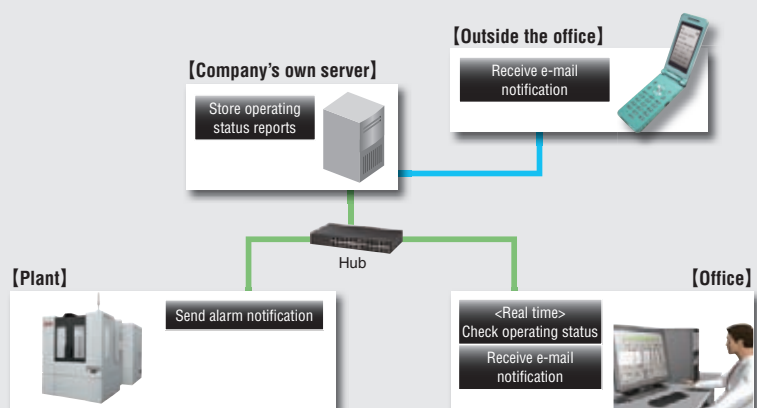 【Outside the office】
Receive e-mail
notification
【Company's own server】
Store operating
status reports
Hub
【Plant】
Send alarm notification
【Office】
<Real time>
Check operating status
Receive e-mail
notification